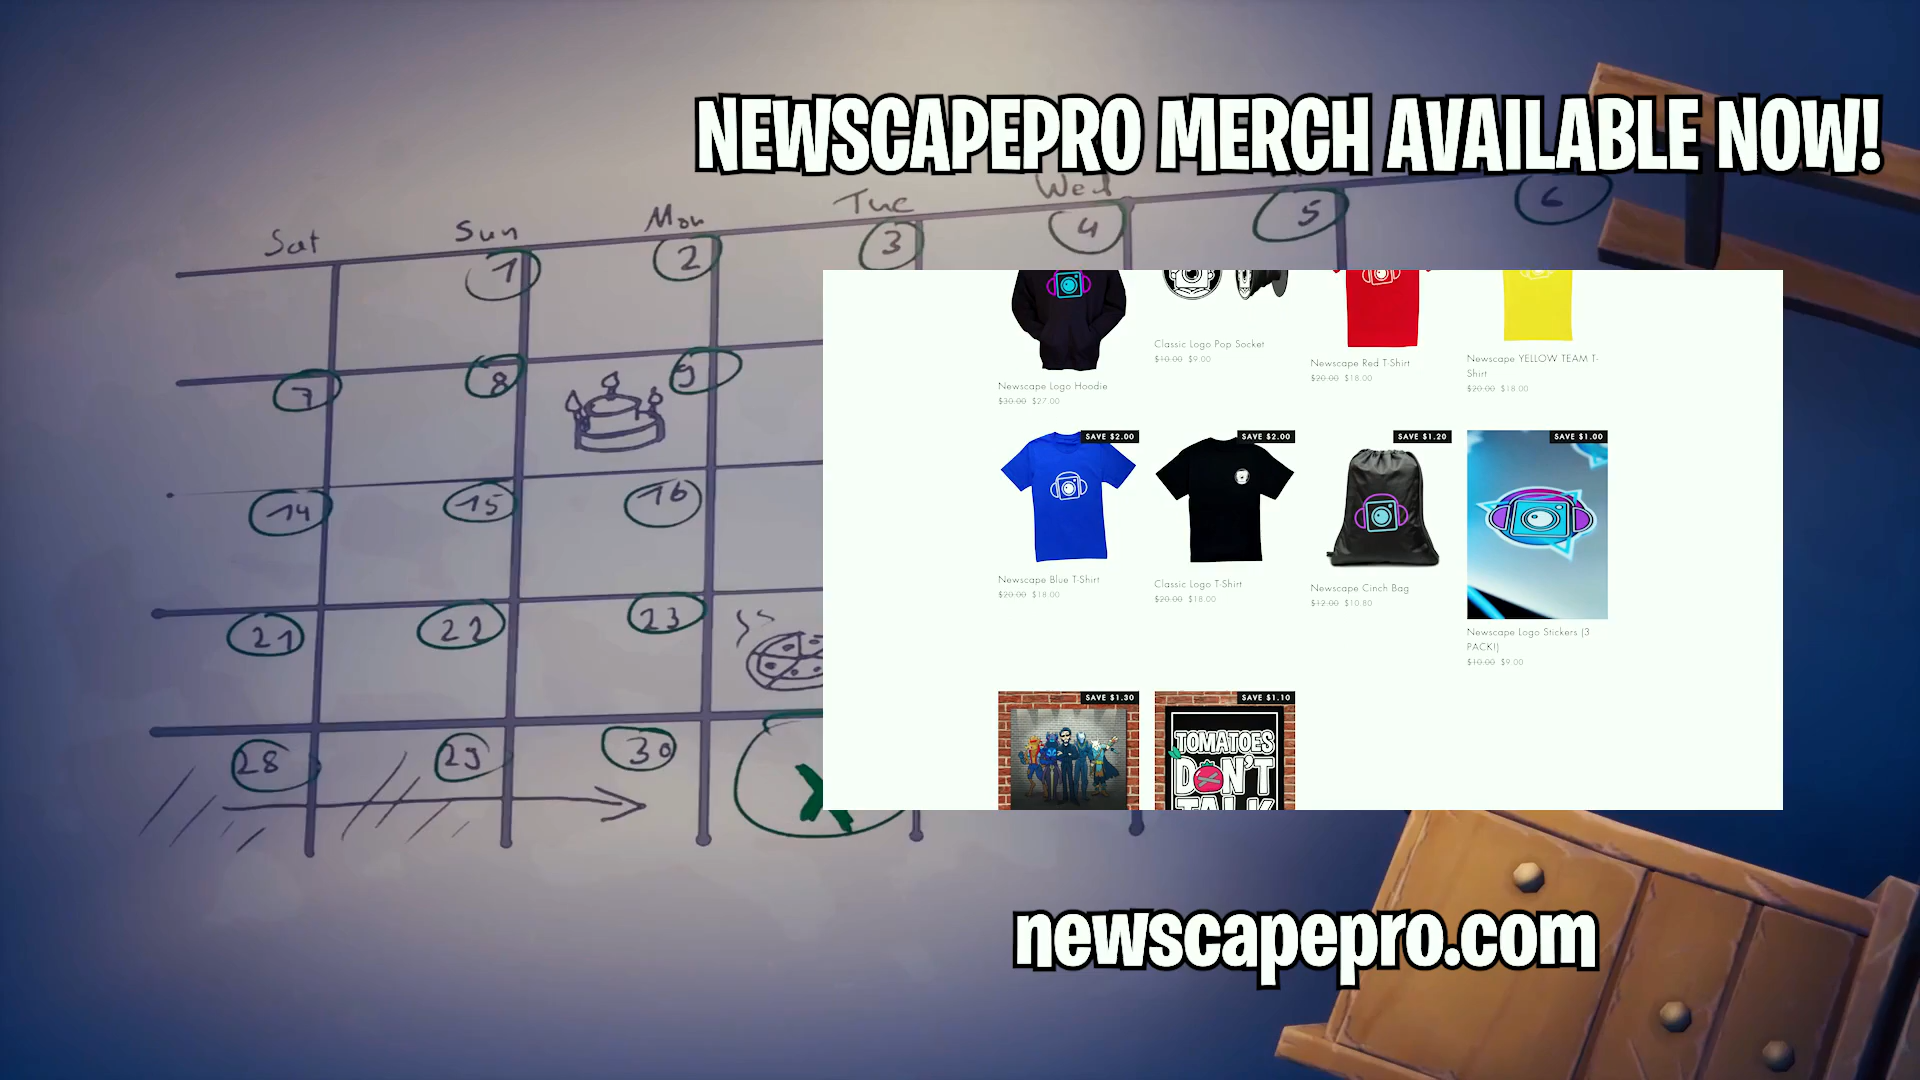 NEWSCAPEPRO MERCH AVAILABLE NOW!
Sat Sun Mon Tue Wed
1 2 3 4 5 6
7 8 9
14 15 16
21 22 23
28 29 30
X
Newscape Logo Hoodie
$30.00 $27.00
Classic Logo Pop Socket
$10.00 $9.00
Newscape Red T-Shirt
$20.00 $18.00
Newscape YELLOW TEAM T-
Shirt
$20.00 $18.00
SAVE $2.00
Newscape Blue T-Shirt
$20.00 $18.00
SAVE $2.00
Classic Logo T-Shirt
$20.00 $18.00
SAVE $1.20
Newscape Cinch Bag
$12.00 $10.80
SAVE $1.00
Newscape Logo Stickers (3
PACK!)
$10.00 $9.00
SAVE $1.30
SAVE $1.10
TOMATOES
DON'T
TALK
newscapepro.com